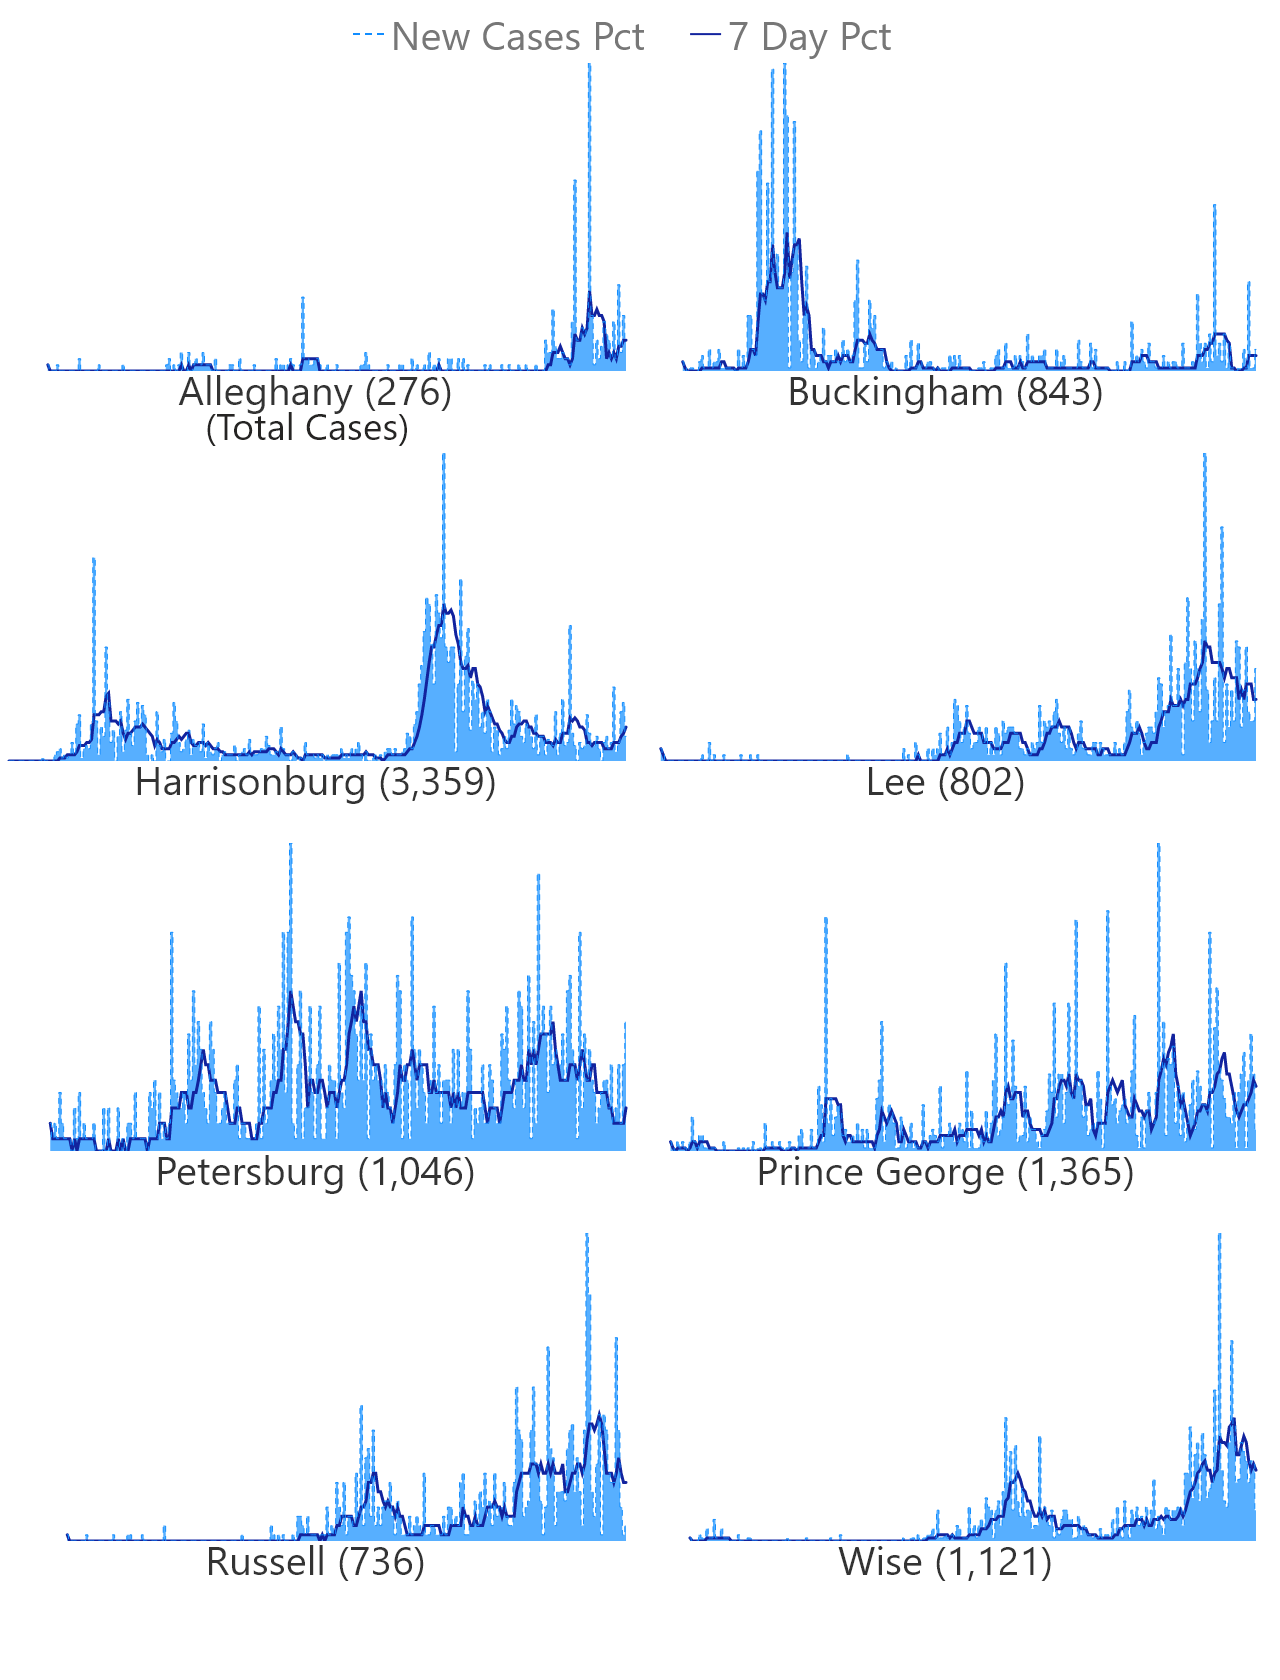 New Cases Pct 7 Day Pct
Alleghany (276) Buckingham (843)
(Total Cases)
Harrisonburg (3,359) Lee (802)
Petersburg (1,046) Prince George (1,365)
Russell (736) Wise (1,121)